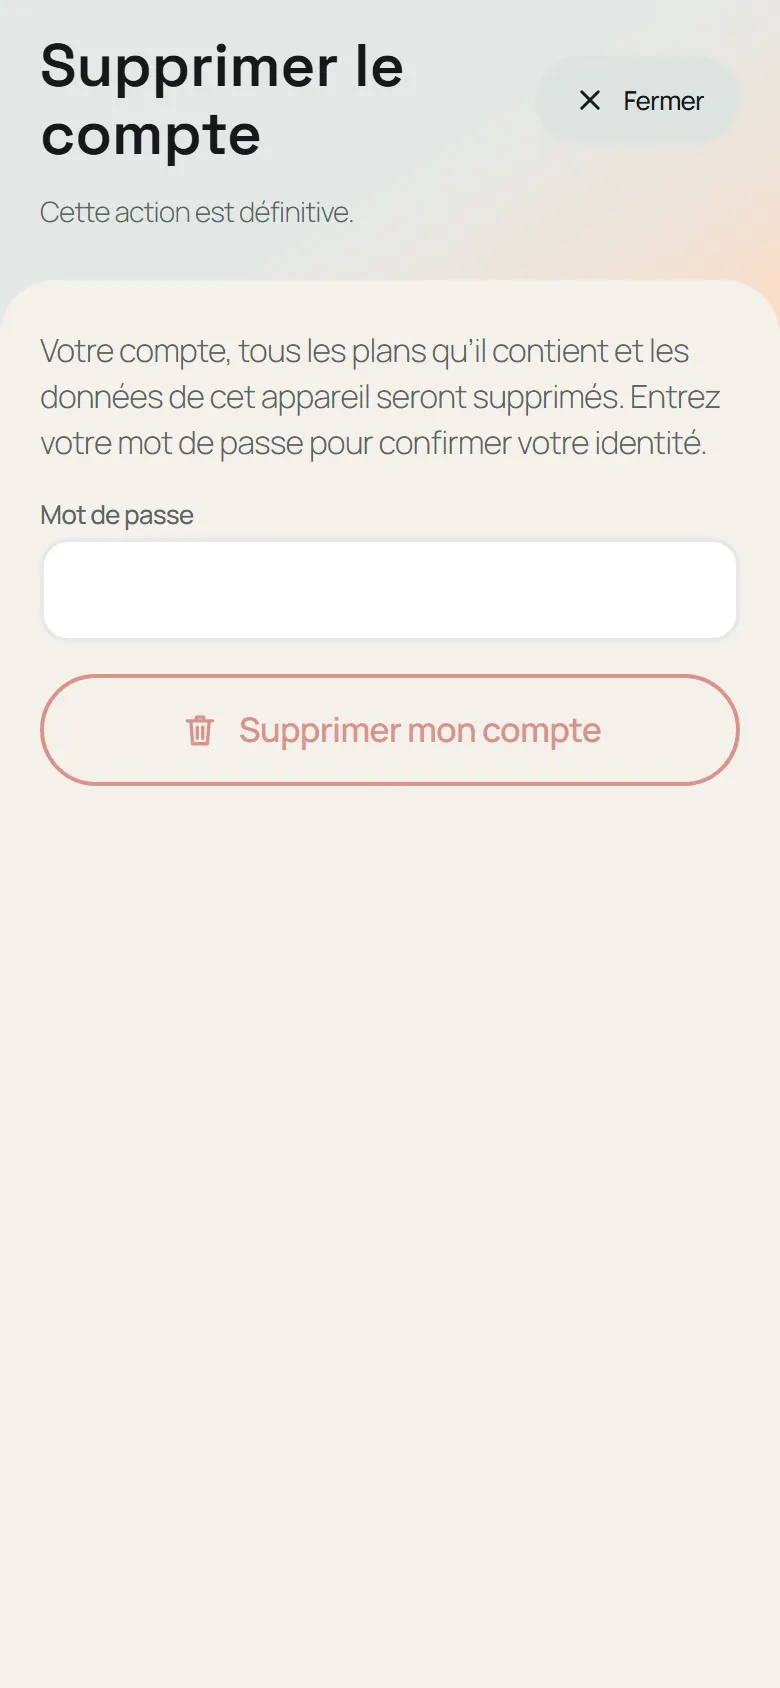 Supprimer le
compte
Fermer
Cette action est définitive.
Votre compte, tous les plans qu’il contient et les
données de cet appareil seront supprimés. Entrez
votre mot de passe pour confirmer votre identité.
Mot de passe
Supprimer mon compte